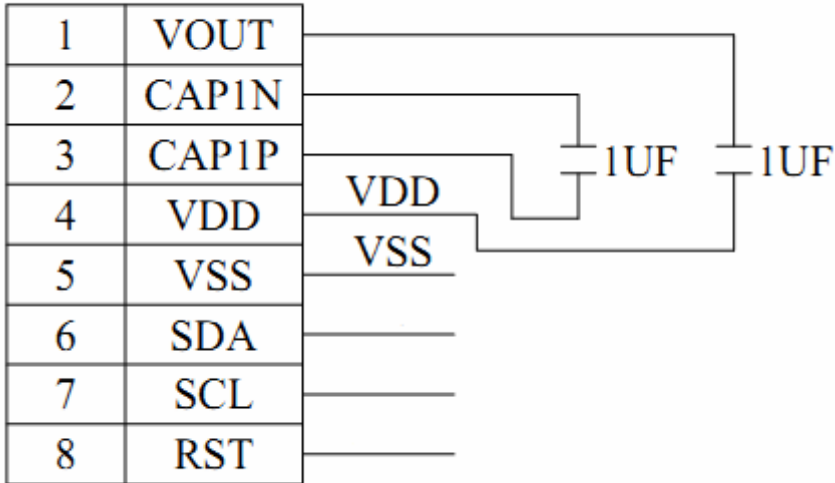 1 VOUT
2 CAP1N
3 CAP1P 1UF 1UF
4 VDD VDD
5 VSS VSS
6 SDA
7 SCL
8 RST